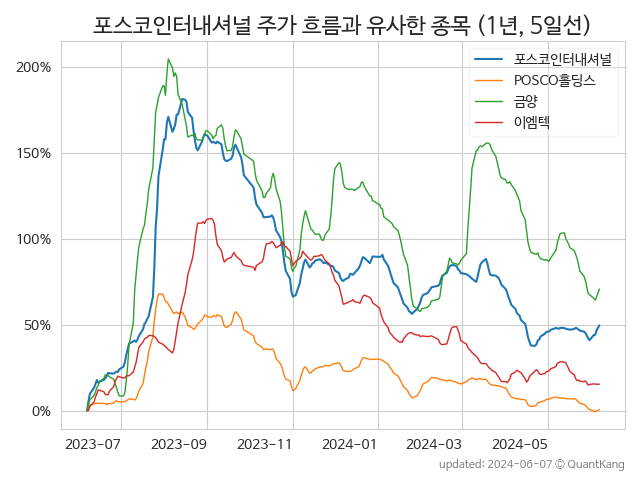 포스코인터내셔널 주가 흐름과 유사한 종목 (1년, 5일선)
포스코인터내셔널
POSCO홀딩스
금양
이엠텍
200%
150%
100%
50%
0%
2023-07 2023-09 2023-11 2024-01 2024-03 2024-05
updated: 2024-06-07 © QuantKang